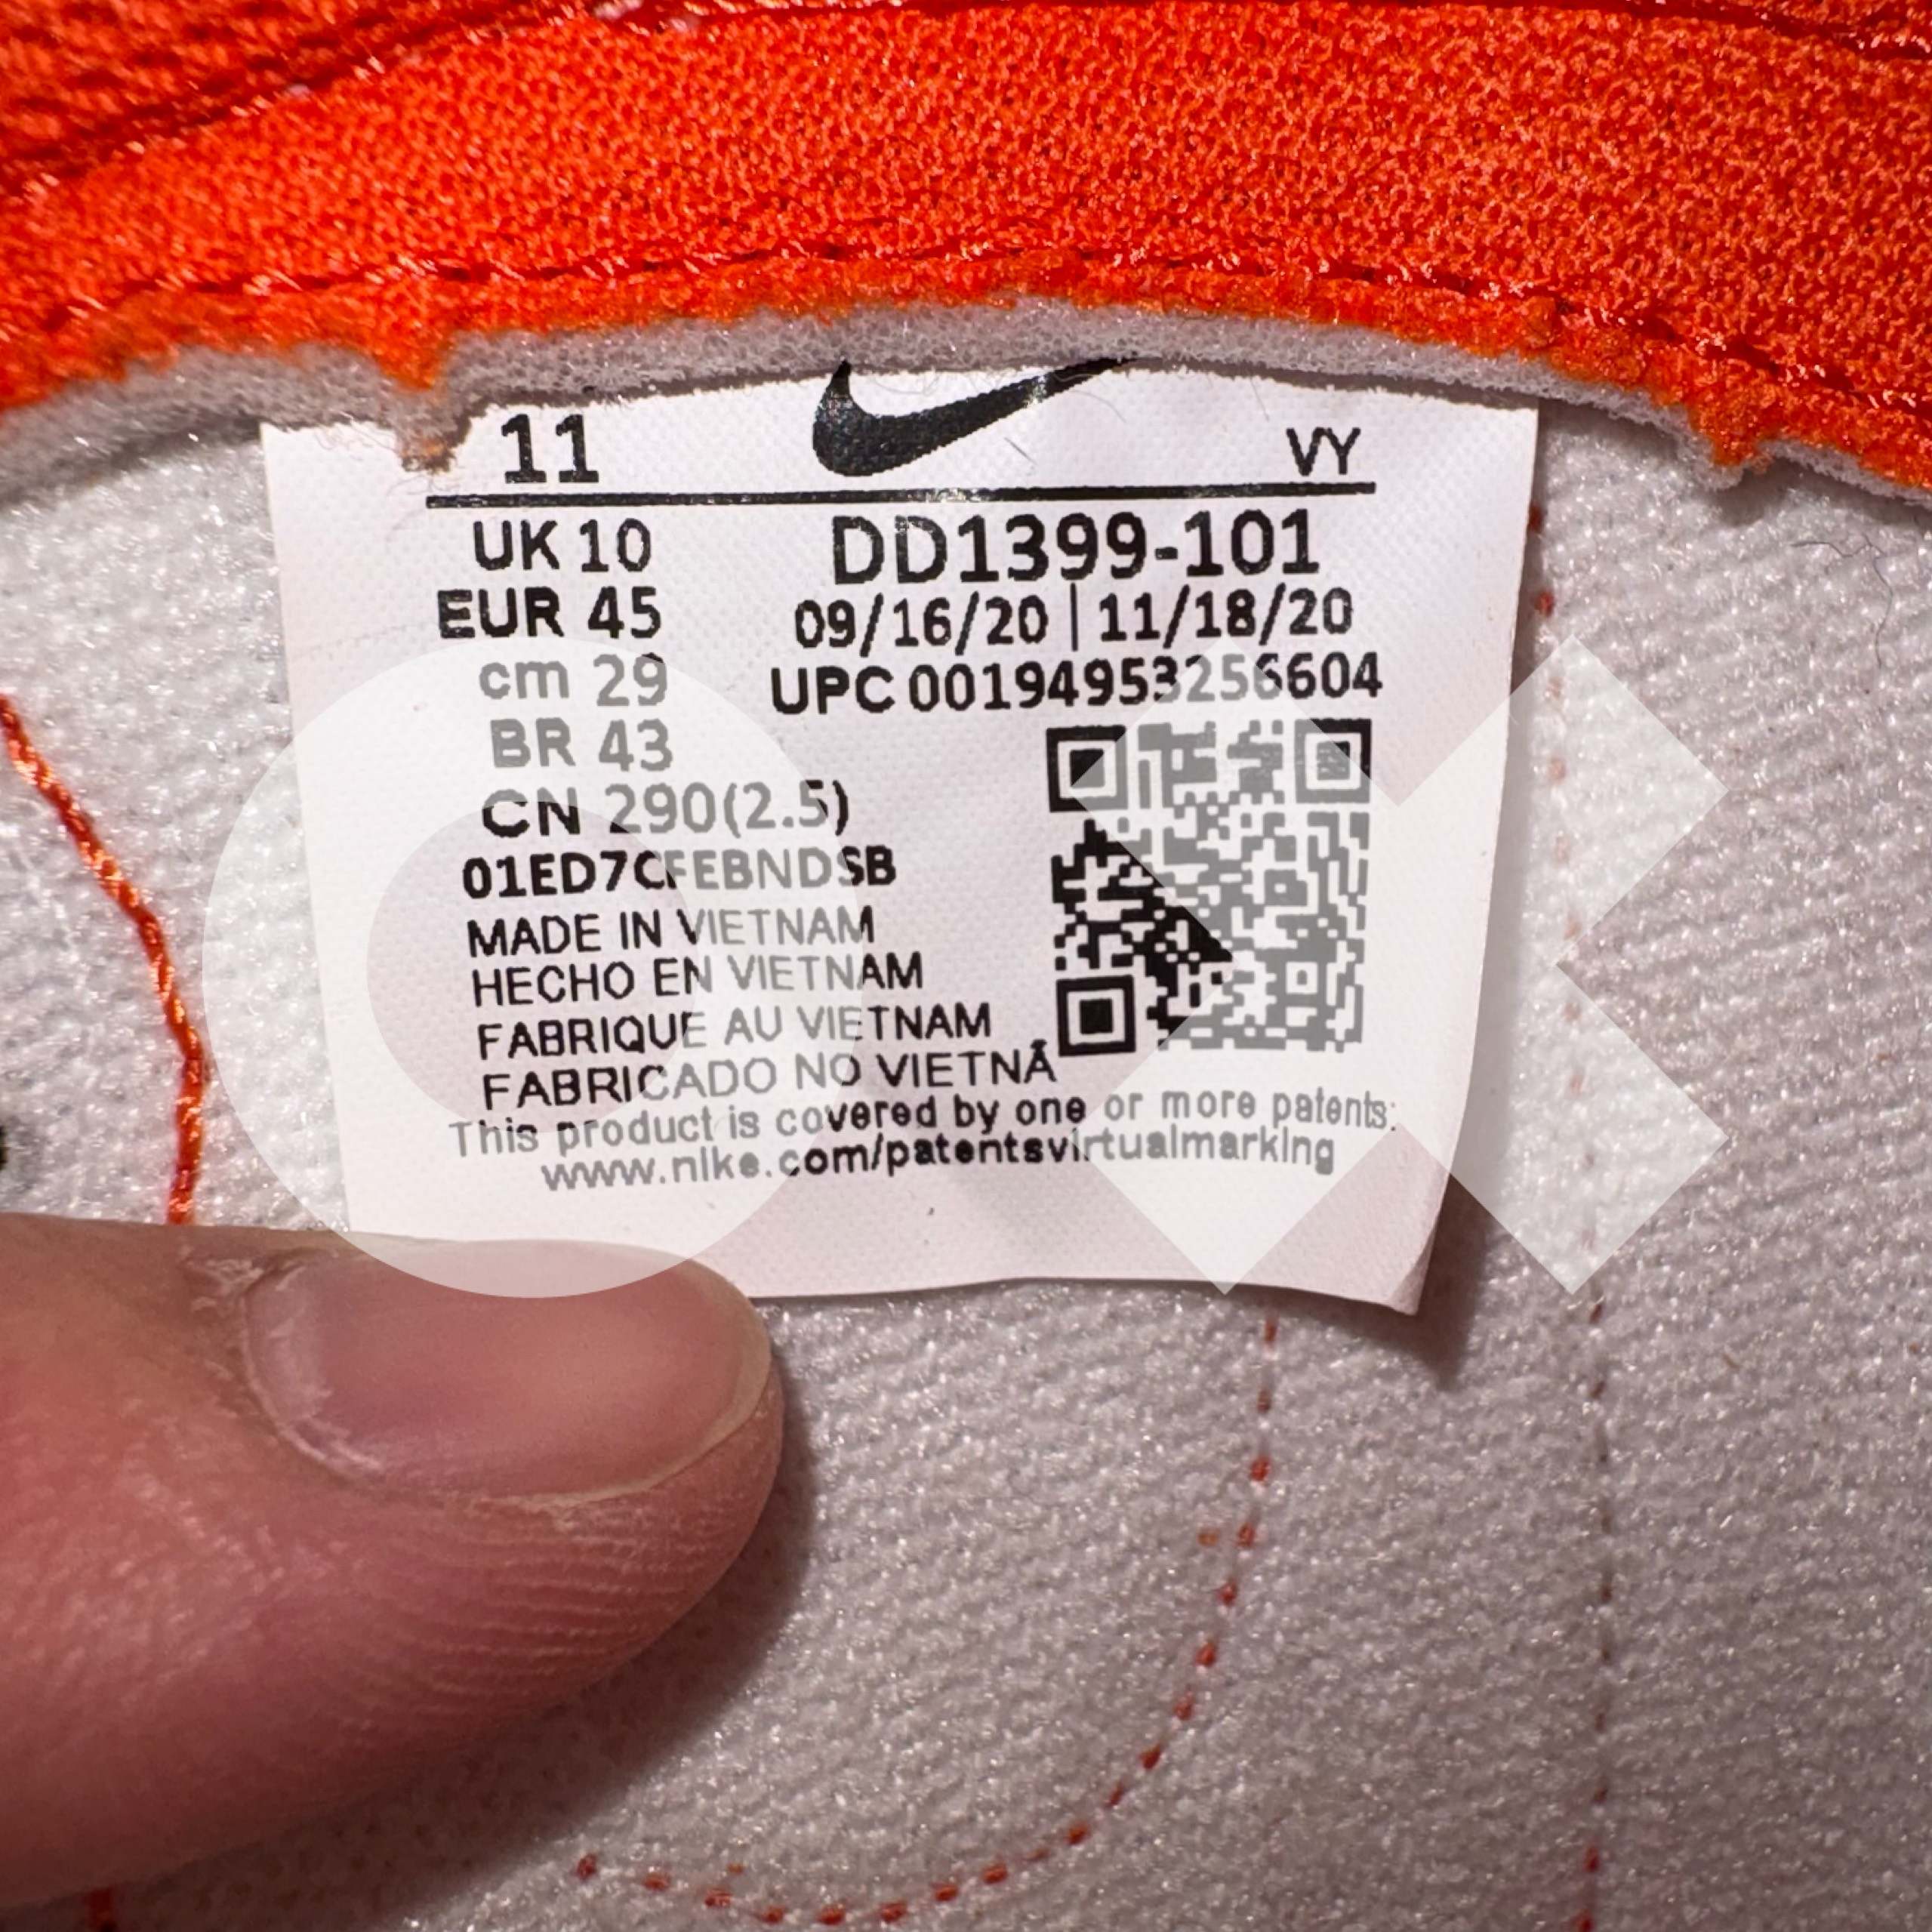 11 VY
UK 10 DD1399-101
EUR 45 09/16/20 | 11/18/20
cm 29 UPC 00194953256604
BR 43
CN 290(2.5)
01ED7CFEBNDSB
MADE IN VIETNAM
HECHO EN VIETNAM
FABRIQUE AU VIETNAM
FABRICADO NO VIETNÃ
This product is covered by one or more patents:
www.nike.com/patentsvirtualmarking
OX